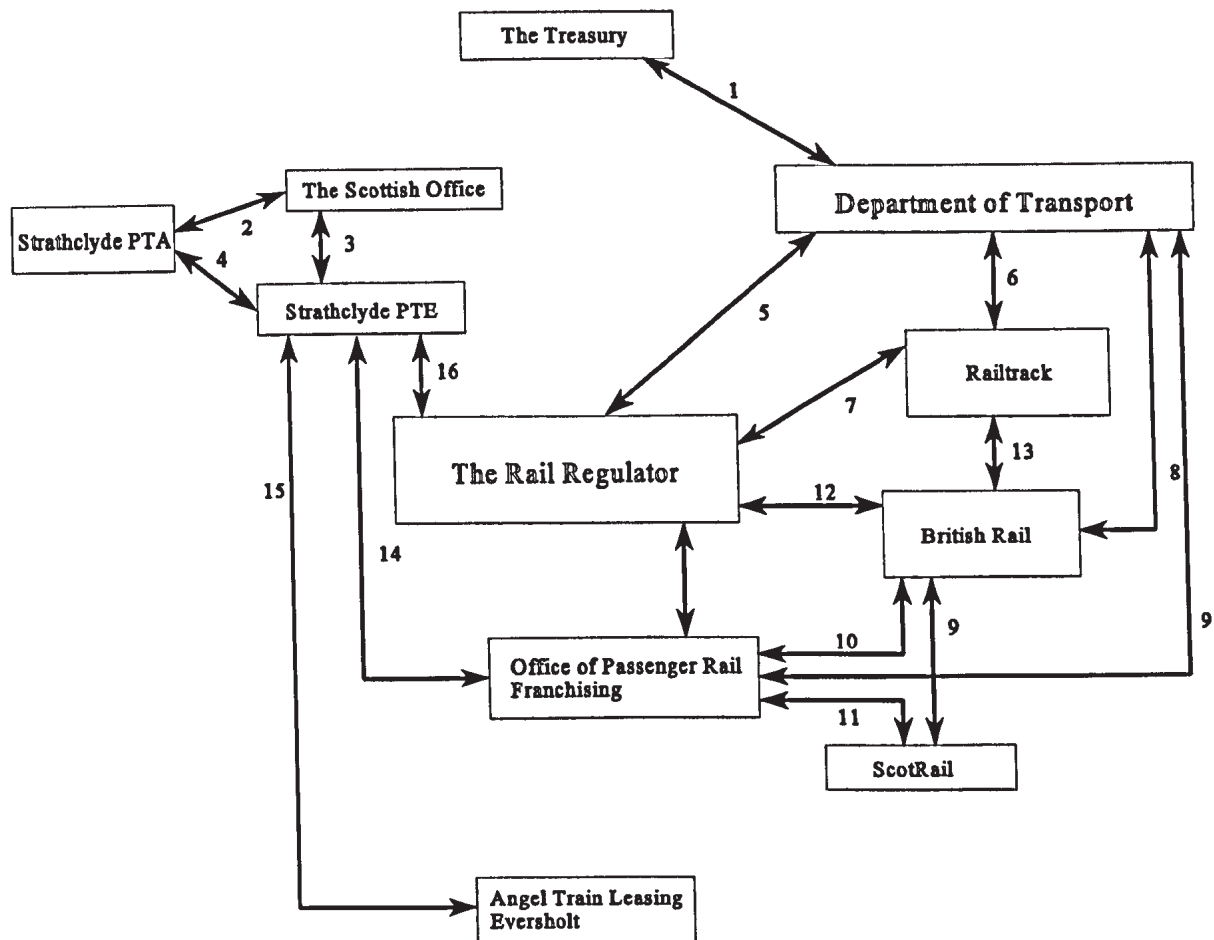 The Treasury
1
The Scottish Office
Department of Transport
Strathclyde PTA
2
3
4
Strathclyde PTE
5
6
16
Railtrack
7
The Rail Regulator
13
15
12
8
British Rail
14
10
9
9
Office of Passenger Rail
Franchising
11
ScotRail
Angel Train Leasing
Eversholt